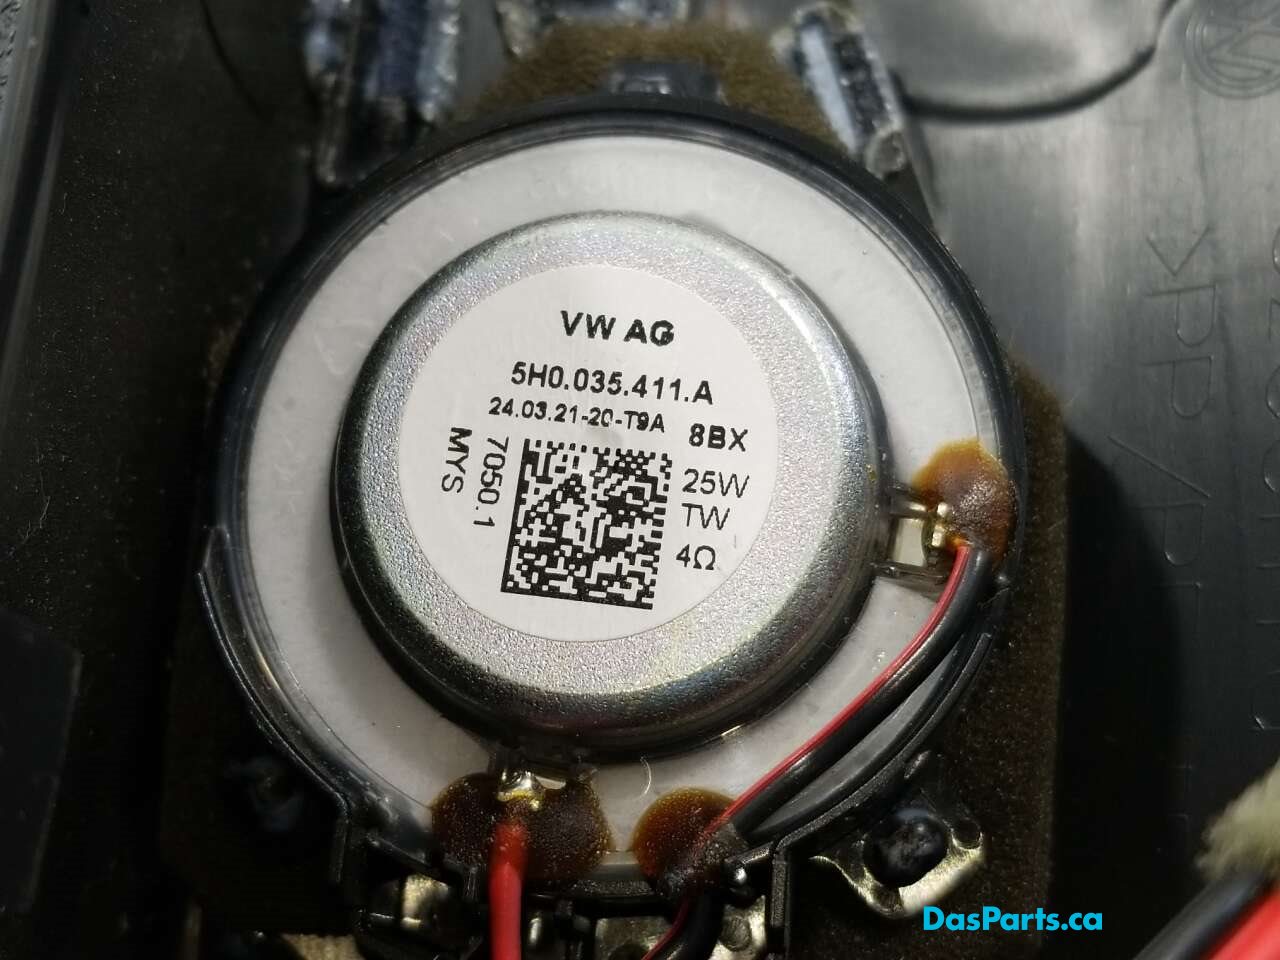 VW AG
5H0.035.411.A
24.03.21-20-T9A
8BX
7050.1
MYS
25W
TW
4Ω
>PP/
DasParts.ca